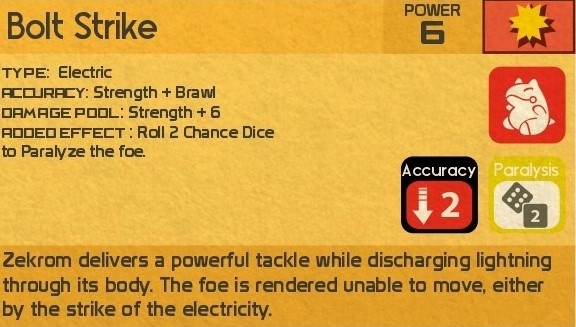 Bolt Strike
POWER
6
TYPE: Electric
ACCURACY: Strength + Brawl
DAMAGE POOL: Strength + 6
ADDED EFFECT : Roll 2 Chance Dice
to Paralyze the foe.
Accuracy
2
Paralysis
2
Zekrom delivers a powerful tackle while discharging lightning
through its body. The foe is rendered unable to move, either
by the strike of the electricity.